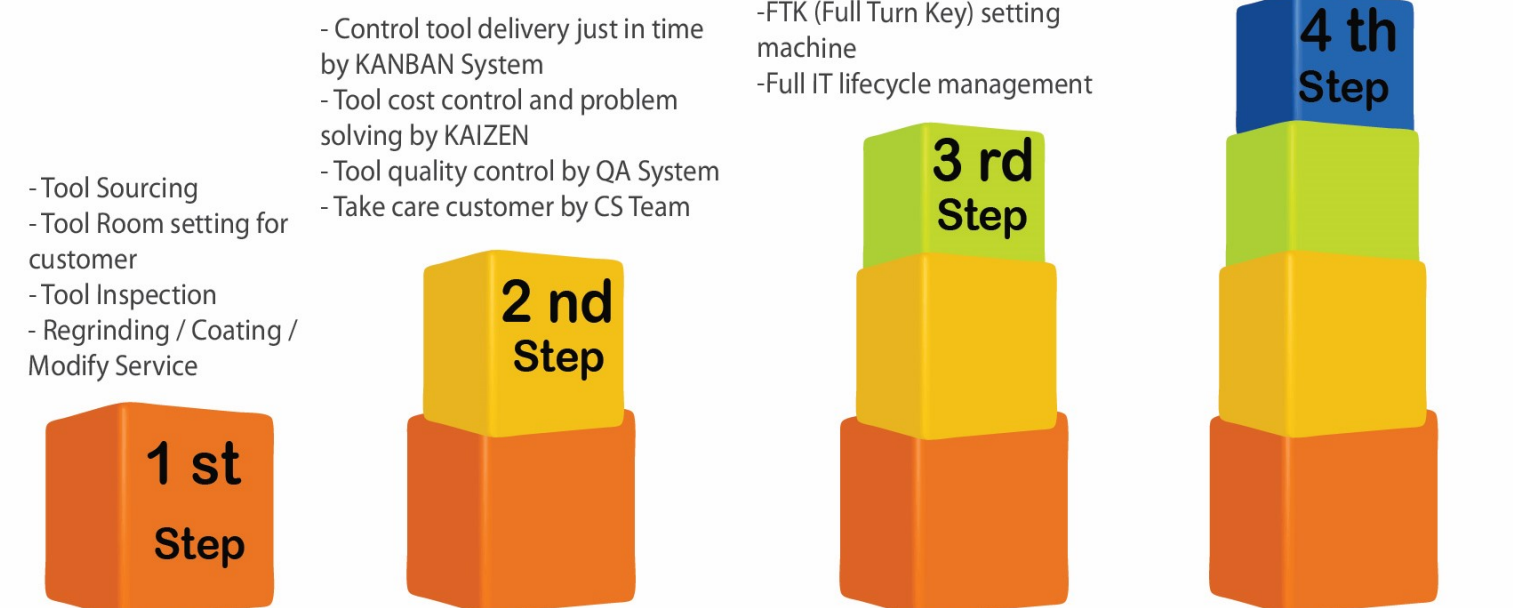 - Tool Sourcing
- Tool Room setting for
customer
- Tool Inspection
- Regrinding / Coating /
Modify Service
1 st
Step
- Control tool delivery just in time
by KANBAN System
- Tool cost control and problem
solving by KAIZEN
- Tool quality control by QA System
- Take care customer by CS Team
2 nd
Step
-FTK (Full Turn Key) setting
machine
-Full IT lifecycle management
3 rd
Step
4 th
Step